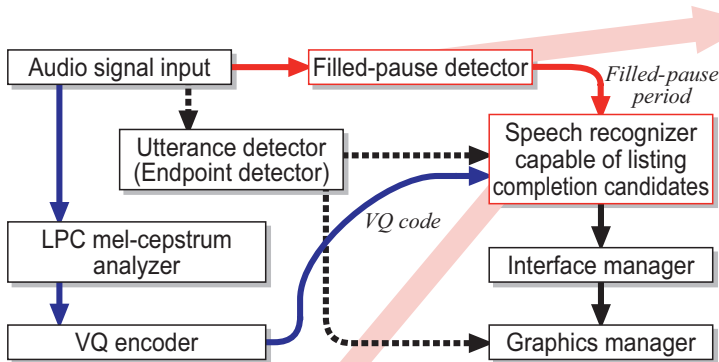 Audio signal input
Filled-pause detector
Filled-pause
period
Utterance detector
(Endpoint detector)
Speech recognizer
capable of listing
completion candidates
VQ code
LPC mel-cepstrum
analyzer
Interface manager
VQ encoder
Graphics manager